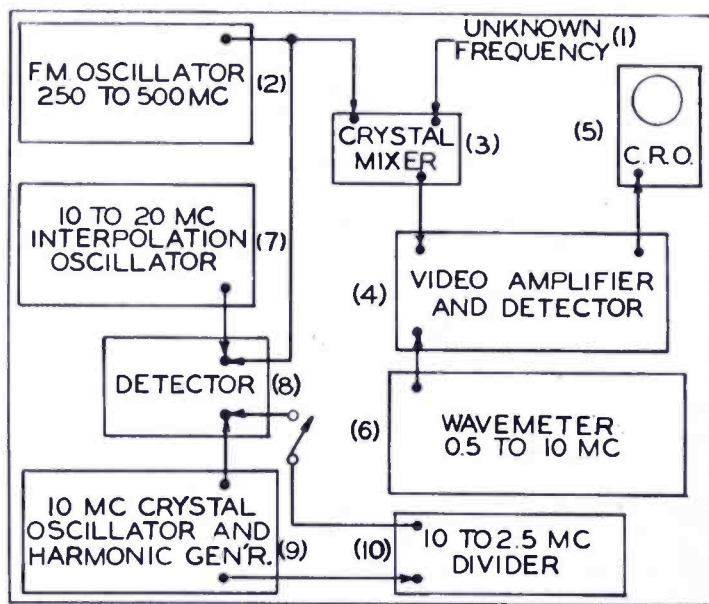 UNKNOWN
FREQUENCY (1)
FM OSCILLATOR
250 TO 500 MC
(2)
CRYSTAL
MIXER
(3)
(5)
C.R.O.
10 TO 20 MC
INTERPOLATION
OSCILLATOR
(7)
(4)
VIDEO AMPLIFIER
AND DETECTOR
DETECTOR
(8)
(6)
WAVEMETER
0.5 TO 10 MC
10 MC CRYSTAL
OSCILLATOR AND
HARMONIC GEN'R.
(9)
(10)
10 TO 2.5 MC
DIVIDER